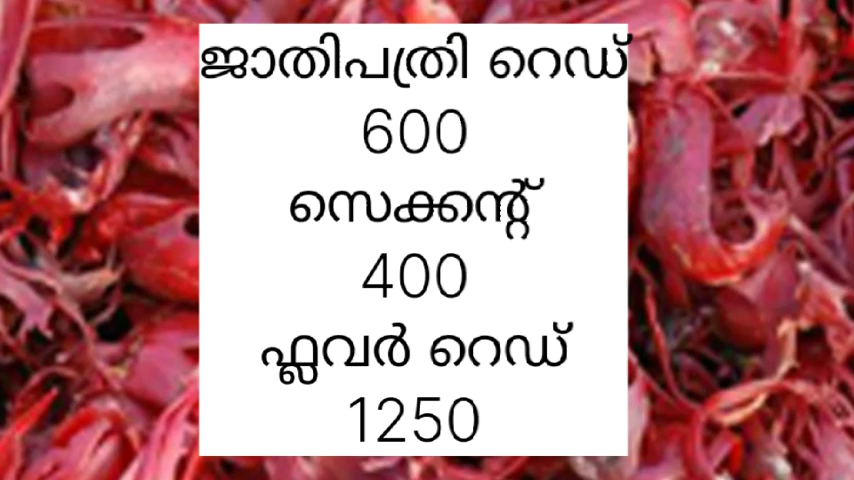 ജാതിപത്രി റെഡ്
600
സെക്കന്റ്
400
ഫ്ലവർ റെഡ്
1250